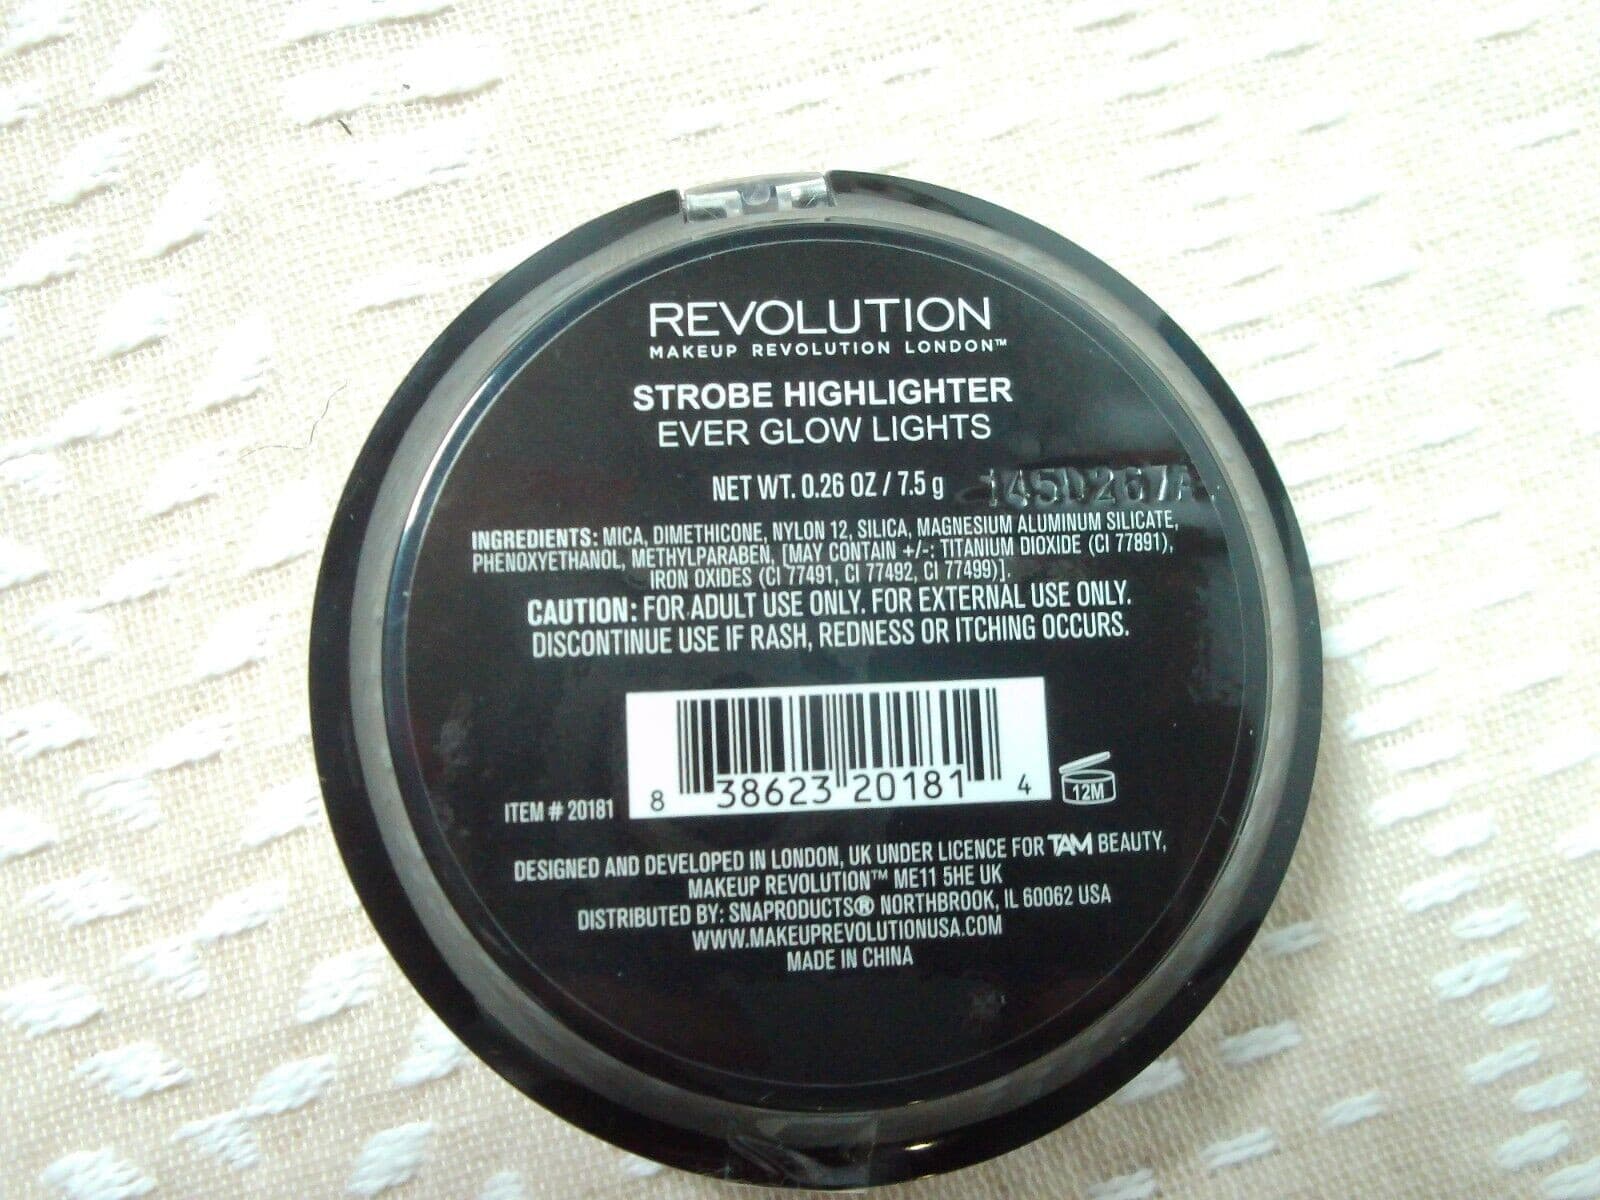 REVOLUTION
MAKEUP REVOLUTION LONDON™
STROBE HIGHLIGHTER
EVER GLOW LIGHTS
NET WT. 0.26 OZ / 7.5 g
INGREDIENTS: MICA, DIMETHICONE, NYLON 12, SILICA, MAGNESIUM ALUMINUM SILICATE,
PHENOXYETHANOL, METHYLPARABEN, [MAY CONTAIN +/-: TITANIUM DIOXIDE (CI 77891),
IRON OXIDES (CI 77491, CI 77492, CI 77499)].
CAUTION: FOR ADULT USE ONLY. FOR EXTERNAL USE ONLY.
DISCONTINUE USE IF RASH, REDNESS OR ITCHING OCCURS.
ITEM # 20181
8 38623 20181 4
12M
DESIGNED AND DEVELOPED IN LONDON, UK UNDER LICENCE FOR TAM BEAUTY,
MAKEUP REVOLUTION™ ME11 5HE UK
DISTRIBUTED BY: SNAPRODUCTS® NORTHBROOK, IL 60062 USA
WWW.MAKEUPREVOLUTIONUSA.COM
MADE IN CHINA